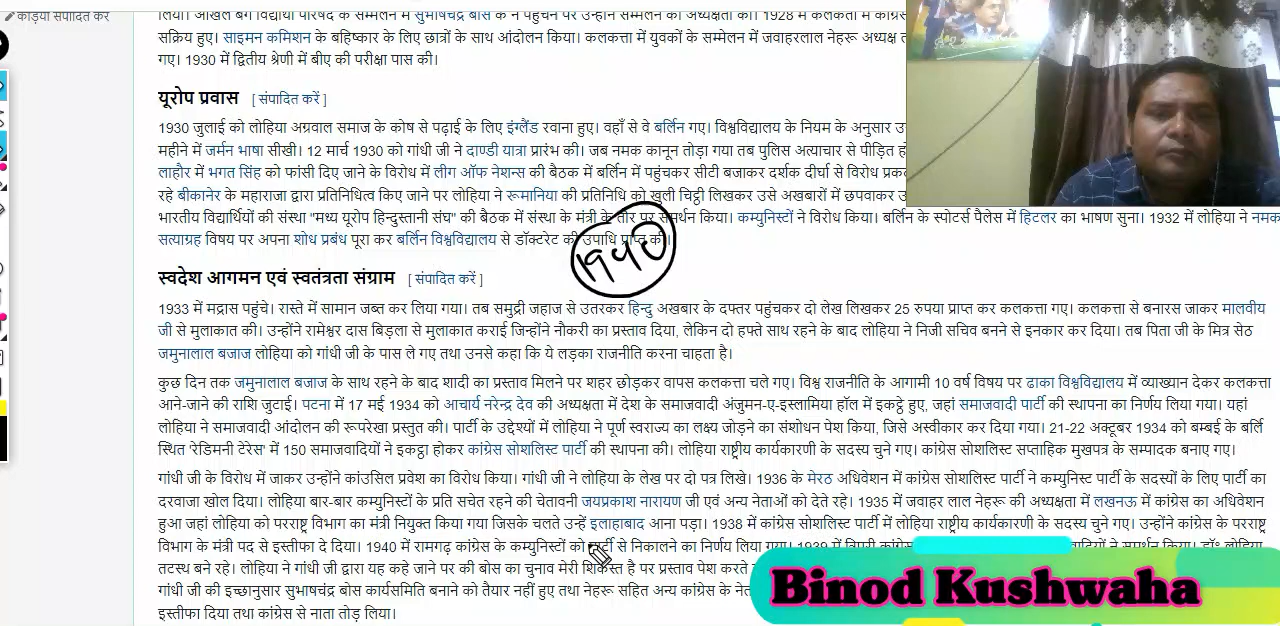 कड़ियाँ संपादित करें
लिया। अखिल बंग विद्यार्थी परिषद के सम्मेलन में सुभाषचंद्र बोस के न पहुंचने पर उन्होंने सम्मेलन की अध्यक्षता की। 1928 में कलकता में कांग्रेस
सक्रिय हुए। साइमन कमिशन के बहिष्कार के लिए छात्रों के साथ आंदोलन किया। कलकत्ता में युवकों के सम्मेलन में जवाहरलाल नेहरू अध्यक्ष
गए। 1930 में द्वितीय श्रेणी में बीए की परीक्षा पास की।
यूरोप प्रवास [ संपादित करें ]
1930 जुलाई को लोहिया अग्रवाल समाज के कोष से पढ़ाई के लिए इंग्लैंड रवाना हुए। वहाँ से वे बर्लिन गए। विश्वविद्यालय के नियम के अनुसार
महीने में जर्मन भाषा सीखी। 12 मार्च 1930 को गांधी जी ने दाण्डी यात्रा प्रारंभ की। जब नमक कानून तोड़ा गया तब पुलिस अत्याचार से पीड़ित
लाहौर में भगत सिंह को फांसी दिए जाने के विरोध में लीग ऑफ नेशन्स की बैठक में बर्लिन में पहुंचकर सीटी बजाकर दर्शक दीर्घा से विरोध
रहे बीकानेर के महाराजा द्वारा प्रतिनिधित्व किए जाने पर लोहिया ने रूमानिया की प्रतिनिधि को खुली चिट्ठी लिखकर उसे अखबारों में छपवाकर
भारतीय विद्यार्थियों की संस्था "मध्य यूरोप हिन्दुस्तानी संघ" की बैठक में संस्था के मंत्री के तौर पर समर्थन किया। कम्युनिस्टों ने विरोध किया। बर्लिन के स्पोर्टस पैलेस में हिटलर का भाषण सुना। 1932 में लोहिया ने नमक
सत्याग्रह विषय पर अपना शोध प्रबंध पूरा कर बर्लिन विश्वविद्यालय से डॉक्टरेट की उपाधि प्राप्त की।
1940
स्वदेश आगमन एवं स्वतंत्रता संग्राम [ संपादित करें ]
1933 में मद्रास पहुंचे। रास्ते में सामान जब्त कर लिया गया। तब समुद्री जहाज से उतरकर हिन्दु अखबार के दफ्तर पहुंचकर दो लेख लिखकर 25 रुपया प्राप्त कर कलकत्ता गए। कलकत्ता से बनारस जाकर मालवीय
जी से मुलाकात की। उन्होंने रामेश्वर दास बिड़ला से मुलाकात कराई जिन्होंने नौकरी का प्रस्ताव दिया, लेकिन दो हफ्ते साथ रहने के बाद लोहिया ने निजी सचिव बनने से इनकार कर दिया। तब पिता जी के मित्र सेठ
जमुनालाल बजाज लोहिया को गांधी जी के पास ले गए तथा उनसे कहा कि ये लड़का राजनीति करना चाहता है।
कुछ दिन तक जमुनालाल बजाज के साथ रहने के बाद शादी का प्रस्ताव मिलने पर शहर छोड़कर वापस कलकत्ता चले गए। विश्व राजनीति के आगामी 10 वर्ष विषय पर ढाका विश्वविद्यालय में व्याख्यान देकर कलकत्ता
आने-जाने की राशि जुटाई। पटना में 17 मई 1934 को आचार्य नरेन्द्र देव की अध्यक्षता में देश के समाजवादी अंजुमन-ए-इस्लामिया हॉल में इकट्ठे हुए, जहां समाजवादी पार्टी की स्थापना का निर्णय लिया गया। यहां
लोहिया ने समाजवादी आंदोलन की रूपरेखा प्रस्तुत की। पार्टी के उद्देश्यों में लोहिया ने पूर्ण स्वराज्य का लक्ष्य जोड़ने का संशोधन पेश किया, जिसे अस्वीकार कर दिया गया। 21-22 अक्टूबर 1934 को बम्बई के बर्लि
स्थित 'रेडिमनी टेरेस' में 150 समाजवादियों ने इकट्ठा होकर कांग्रेस सोशलिस्ट पार्टी की स्थापना की। लोहिया राष्ट्रीय कार्यकारणी के सदस्य चुने गए। कांग्रेस सोशलिस्ट सप्ताहिक मुखपत्र के सम्पादक बनाए गए।
गांधी जी के विरोध में जाकर उन्होंने कांउसिल प्रवेश का विरोध किया। गांधी जी ने लोहिया के लेख पर दो पत्र लिखे। 1936 के मेरठ अधिवेशन में कांग्रेस सोशलिस्ट पार्टी ने कम्युनिस्ट पार्टी के सदस्यों के लिए पार्टी का
दरवाजा खोल दिया। लोहिया बार-बार कम्युनिस्टों के प्रति सचेत रहने की चेतावनी जयप्रकाश नारायण जी एवं अन्य नेताओं को देते रहे। 1935 में जवाहर लाल नेहरू की अध्यक्षता में लखनऊ में कांग्रेस का अधिवेशन
हुआ जहां लोहिया को परराष्ट्र विभाग का मंत्री नियुक्त किया गया जिसके चलते उन्हें इलाहाबाद आना पड़ा। 1938 में कांग्रेस सोशलिस्ट पार्टी में लोहिया राष्ट्रीय कार्यकारणी के सदस्य चुने गए। उन्होंने कांग्रेस के परराष्ट्र
विभाग के मंत्री पद से इस्तीफा दे दिया। 1940 में रामगढ़ कांग्रेस के कम्युनिस्टों को पार्टी से निकालने का निर्णय लिया गया। 1939 में त्रिपुरी कांग्रेस ने समर्थन किया। डॉ॰ लोहिया
तटस्थ बने रहे। लोहिया ने गांधी जी द्वारा यह कहे जाने पर की बोस का चुनाव मेरी शिकस्त है पर प्रस्ताव पेश करते
गांधी जी की इच्छानुसार सुभाषचंद्र बोस कार्यसमिति बनाने को तैयार नहीं हुए तथा नेहरू सहित अन्य कांग्रेस के
इस्तीफा दिया तथा कांग्रेस से नाता तोड़ लिया।
Binod Kushwaha